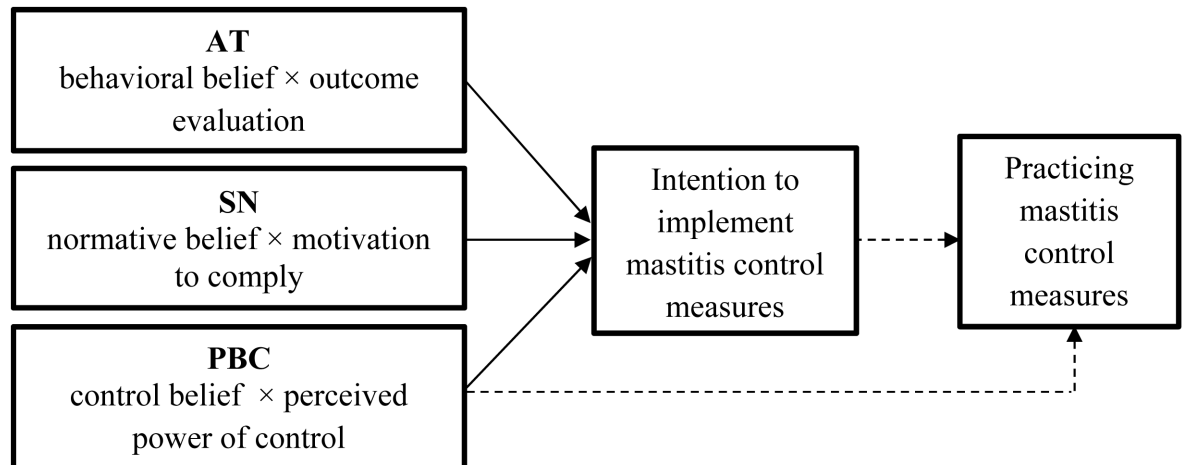 AT
behavioral belief × outcome
evaluation
SN
normative belief × motivation
to comply
PBC
control belief × perceived
power of control
Intention to
implement
mastitis control
measures
Practicing
mastitis
control
measures